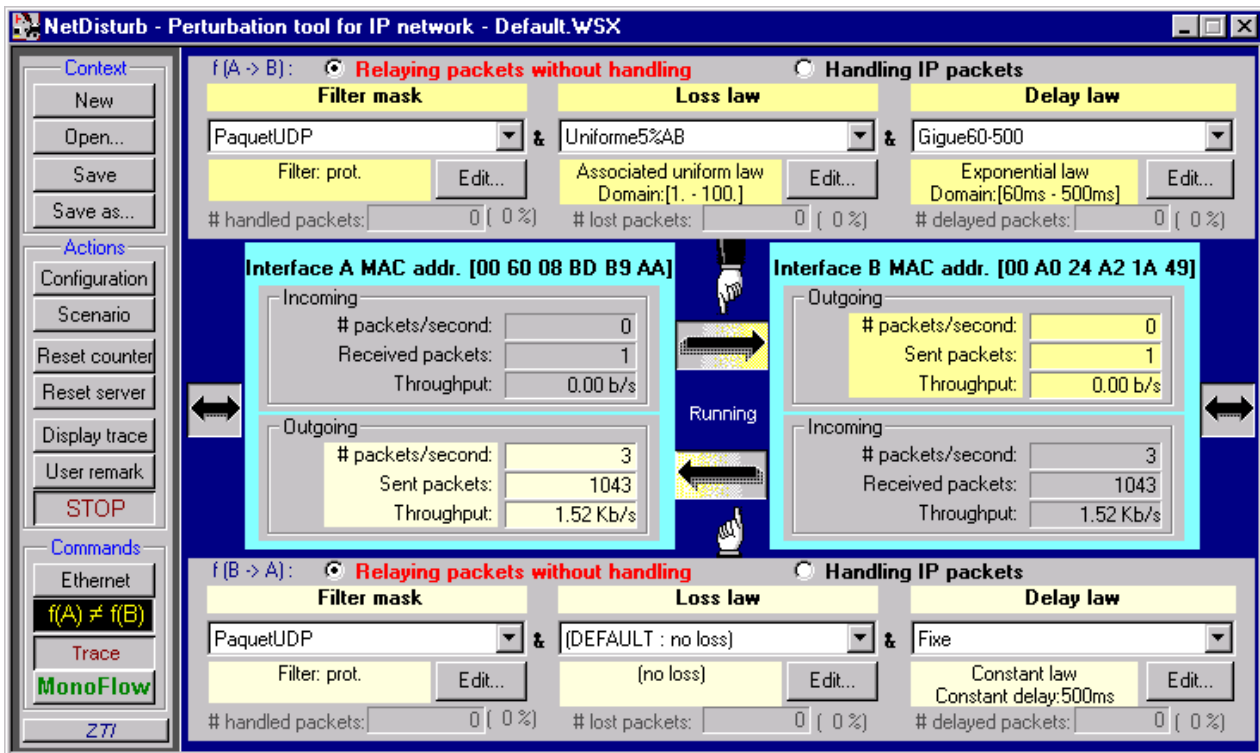 NetDisturb - Perturbation tool for IP network - Default.WSX
Context
New
Open...
Save
Save as...
Actions
Configuration
Scenario
Reset counter
Reset server
Display trace
User remark
STOP
Commands
Ethernet
f(A) ≠ f(B)
Trace
MonoFlow
ZTI
f (A -> B) : Relaying packets without handling Handling IP packets
Filter mask Loss law Delay law
PaquetUDP & Uniforme5%AB & Gigue60-500
Filter: prot. Edit... Associated uniform law Edit... Exponential law Edit...
Domain:[1. - 100.] Domain:[60ms - 500ms]
# handled packets: 0 ( 0 %) # lost packets: 0 ( 0 %) # delayed packets: 0 ( 0 %)
Interface A MAC addr. [00 60 08 BD B9 AA]
Incoming
# packets/second: 0
Received packets: 1
Throughput: 0.00 b/s
Outgoing
# packets/second: 3
Sent packets: 1043
Throughput: 1.52 Kb/s
Running
Interface B MAC addr. [00 A0 24 A2 1A 49]
Outgoing
# packets/second: 0
Sent packets: 1
Throughput: 0.00 b/s
Incoming
# packets/second: 3
Received packets: 1043
Throughput: 1.52 Kb/s
f (B -> A) : Relaying packets without handling Handling IP packets
Filter mask Loss law Delay law
PaquetUDP & (DEFAULT : no loss) & Fixe
Filter: prot. Edit... (no loss) Edit... Constant law Edit...
Constant delay:500ms
# handled packets: 0 ( 0 %) # lost packets: 0 ( 0 %) # delayed packets: 0 ( 0 %)